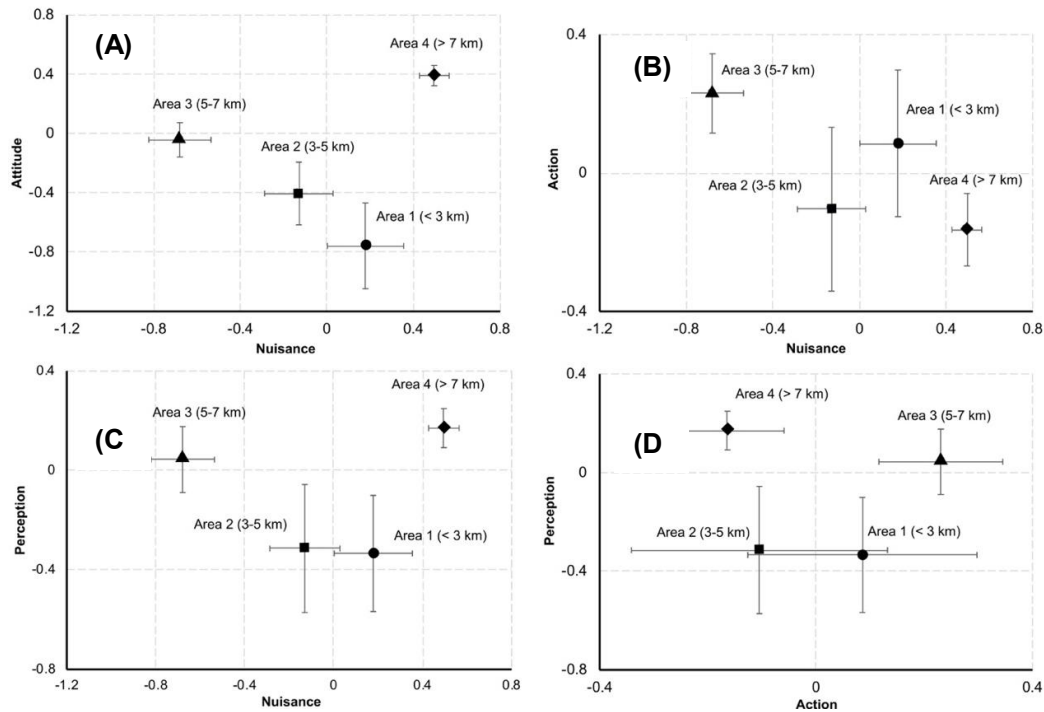 (A)
0.8
0.4
0
-0.4
-0.8
-1.2
Attitude
Area 4 (> 7 km)
Area 3 (5-7 km)
Area 2 (3-5 km)
Area 1 (< 3 km)
-1.2 -0.8 -0.4 0 0.4 0.8
Nuisance
(B)
0.4
0
-0.4
Action
Area 3 (5-7 km)
Area 1 (< 3 km)
Area 2 (3-5 km)
Area 4 (> 7 km)
-1.2 -0.8 -0.4 0 0.4 0.8
Nuisance
(C
0.4
0
-0.4
-0.8
Perception
Area 4 (> 7 km)
Area 3 (5-7 km)
Area 2 (3-5 km)
Area 1 (< 3 km)
-1.2 -0.8 -0.4 0 0.4 0.8
Nuisance
(D)
0.4
0
-0.4
-0.8
Perception
Area 4 (> 7 km)
Area 3 (5-7 km)
Area 2 (3-5 km)
Area 1 (< 3 km)
-0.4 0 0.4
Action